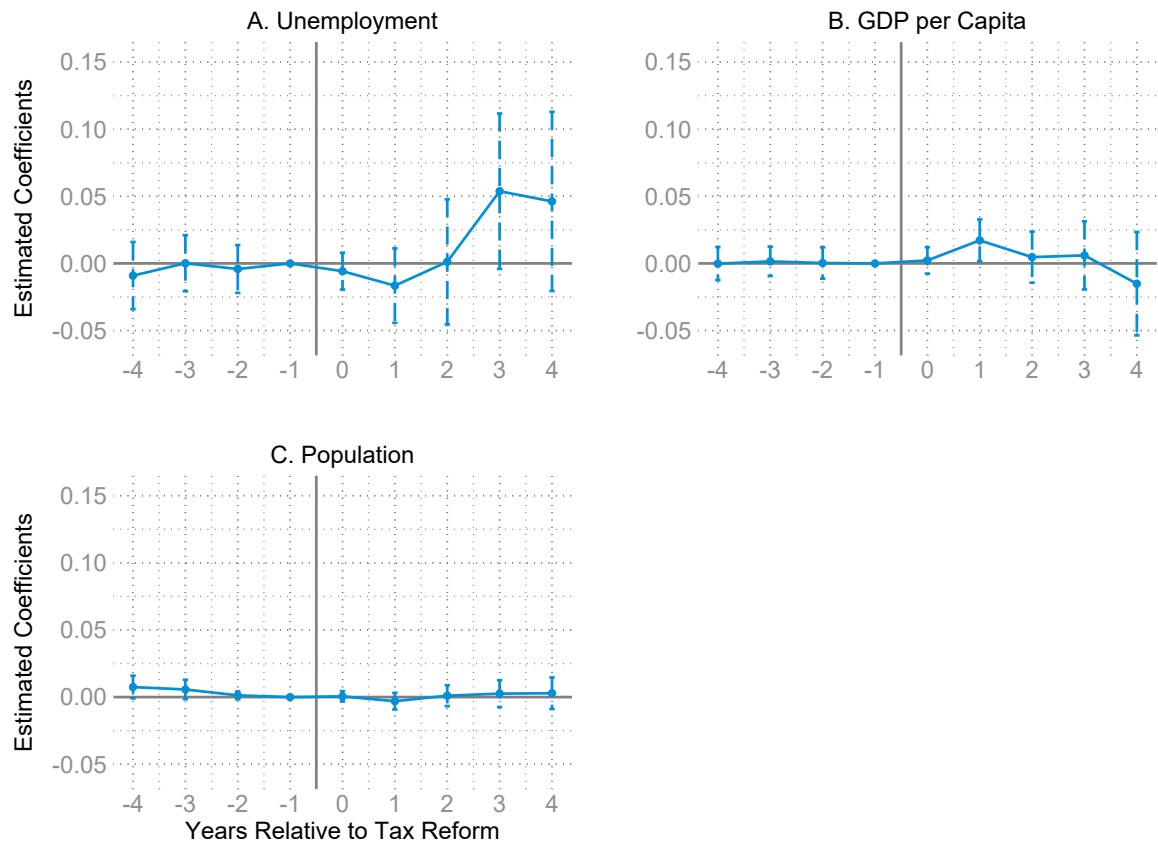 A. Unemployment
B. GDP per Capita
Estimated Coefficients
0.15
0.10
0.05
0.00
-0.05
-4 -3 -2 -1 0 1 2 3 4
0.15
0.10
0.05
0.00
-0.05
-4 -3 -2 -1 0 1 2 3 4
C. Population
Estimated Coefficients
0.15
0.10
0.05
0.00
-0.05
-4 -3 -2 -1 0 1 2 3 4
Years Relative to Tax Reform